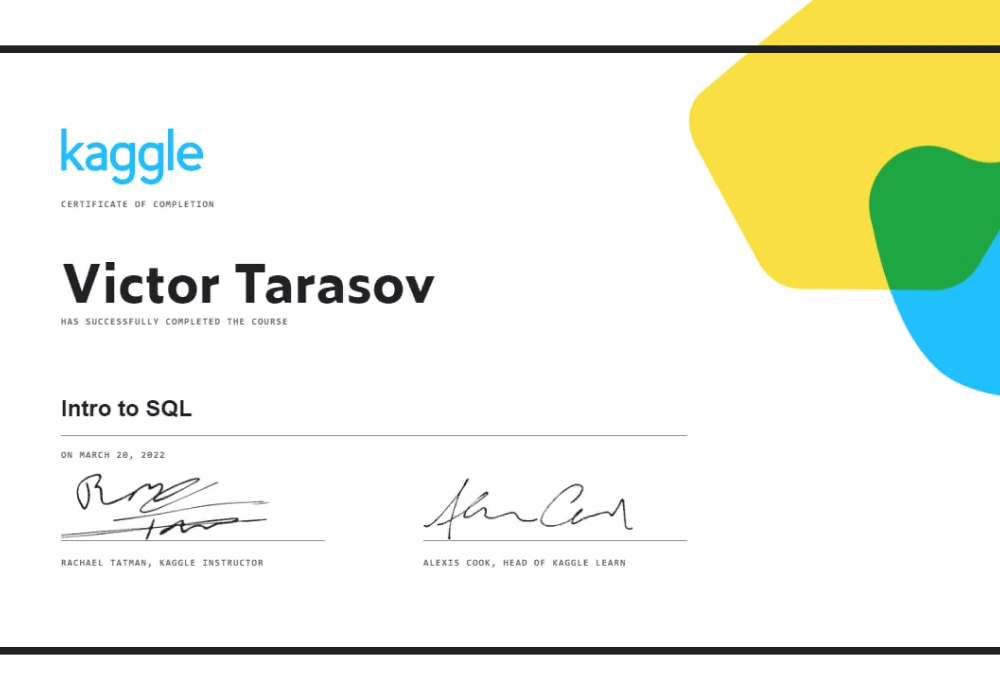 kaggle
CERTIFICATE OF COMPLETION
Victor Tarasov
HAS SUCCESSFULLY COMPLETED THE COURSE
Intro to SQL
ON MARCH 20, 2022
RACHAEL TATMAN, KAGGLE INSTRUCTOR
ALEXIS COOK, HEAD OF KAGGLE LEARN